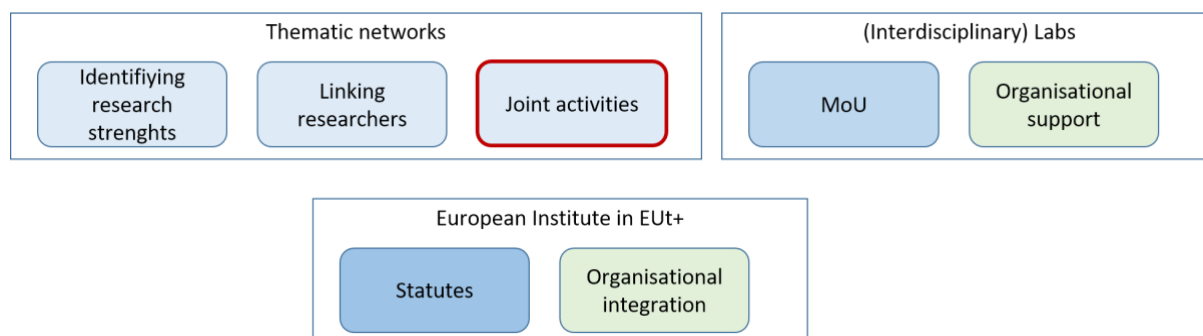 Thematic networks
Identifiying
research
strenghts
Linking
researchers
Joint activities
(Interdisciplinary) Labs
MoU
Organisational
support
European Institute in EUt+
Statutes
Organisational
integration